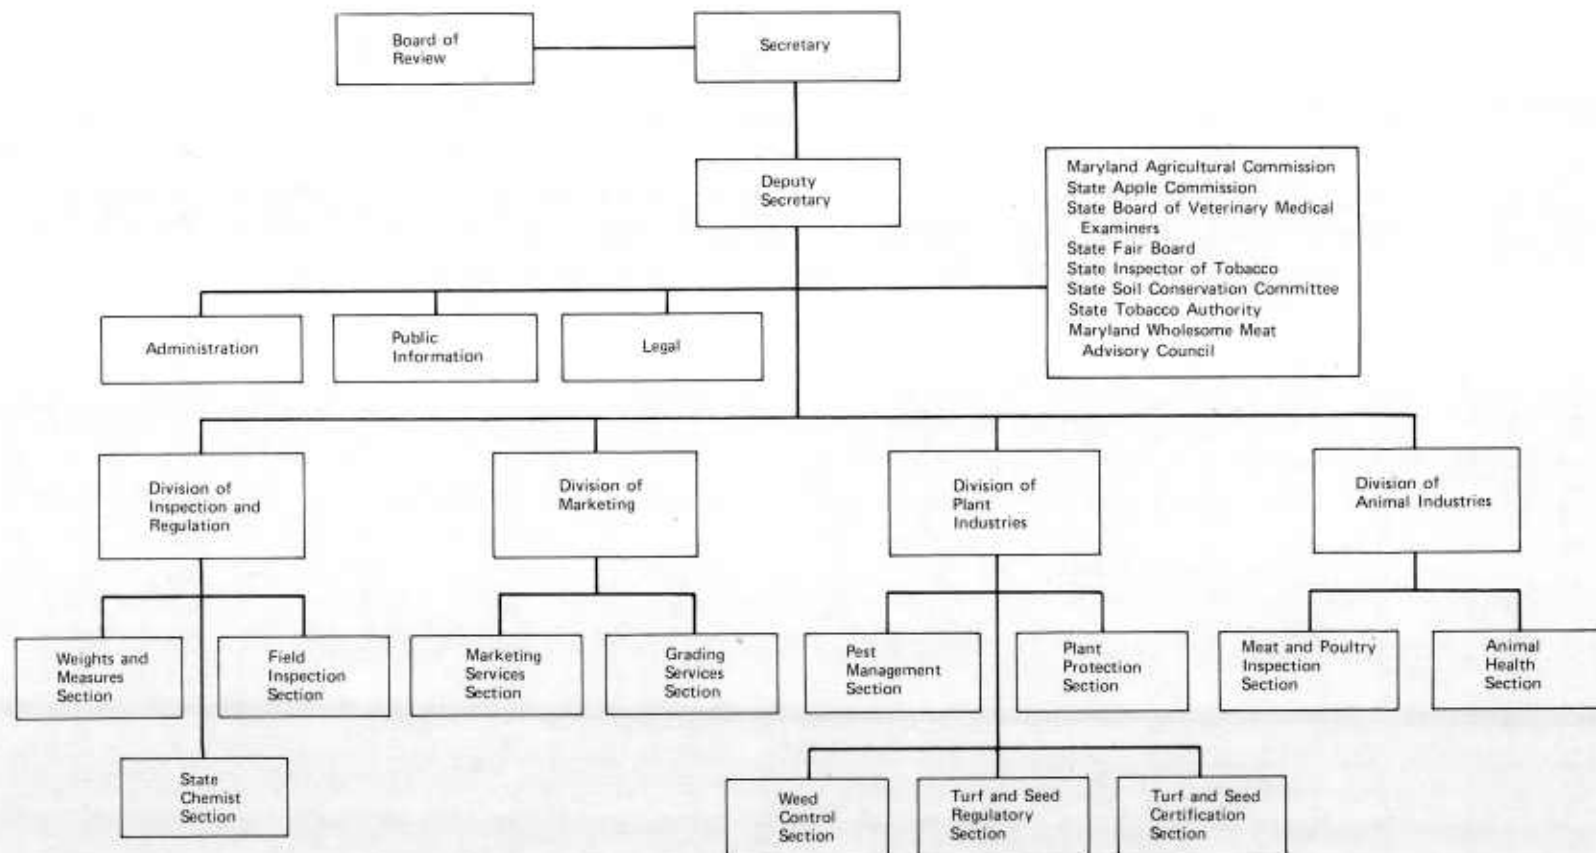 Board of
Review
Secretary
Deputy
Secretary
Maryland Agricultural Commission
State Apple Commission
State Board of Veterinary Medical
Examiners
State Fair Board
State Inspector of Tobacco
State Soil Conservation Committee
State Tobacco Authority
Maryland Wholesome Meat
Advisory Council
Administration
Public
Information
Legal
Division of
Inspection and
Regulation
Division of
Marketing
Division of
Plant
Industries
Division of
Animal Industries
Weights and
Measures
Section
Field
Inspection
Section
Marketing
Services
Section
Grading
Services
Section
Pest
Management
Section
Plant
Protection
Section
Meat and Poultry
Inspection
Section
Animal
Health
Section
State
Chemist
Section
Weed
Control
Section
Turf and Seed
Regulatory
Section
Turf and Seed
Certification
Section